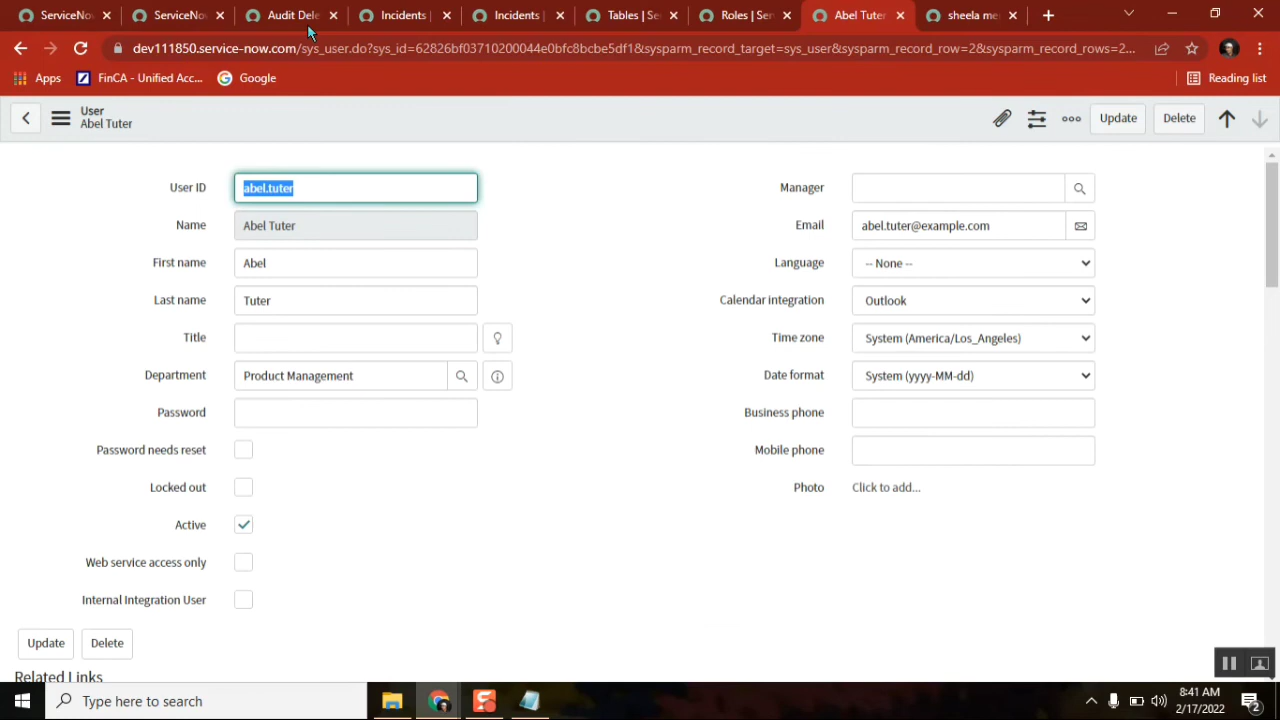 ServiceNow
ServiceNow
Audit Dele
Incidents |
Incidents |
Tables | Se
Roles | Serv
Abel Tuter
sheela me
dev111850.service-now.com/sys_user.do?sys_id=62826bf03710200044e0bfc8bcbe5df1&sysparm_record_target=sys_user&sysparm_record_row=2&sysparm_record_rows=2...
Apps
FinCA - Unified Acc...
Google
Reading list
User
Abel Tuter
Update
Delete
User ID
abel.tuter
Manager
Name
Abel Tuter
Email
abel.tuter@example.com
First name
Abel
Language
-- None --
Last name
Tuter
Calendar integration
Outlook
Title
Time zone
System (America/Los_Angeles)
Department
Product Management
Date format
System (yyyy-MM-dd)
Password
Business phone
Password needs reset
Mobile phone
Locked out
Photo
Click to add...
Active
Web service access only
Internal Integration User
Update
Delete
Related Links
Type here to search
8:41 AM
2/17/2022
2